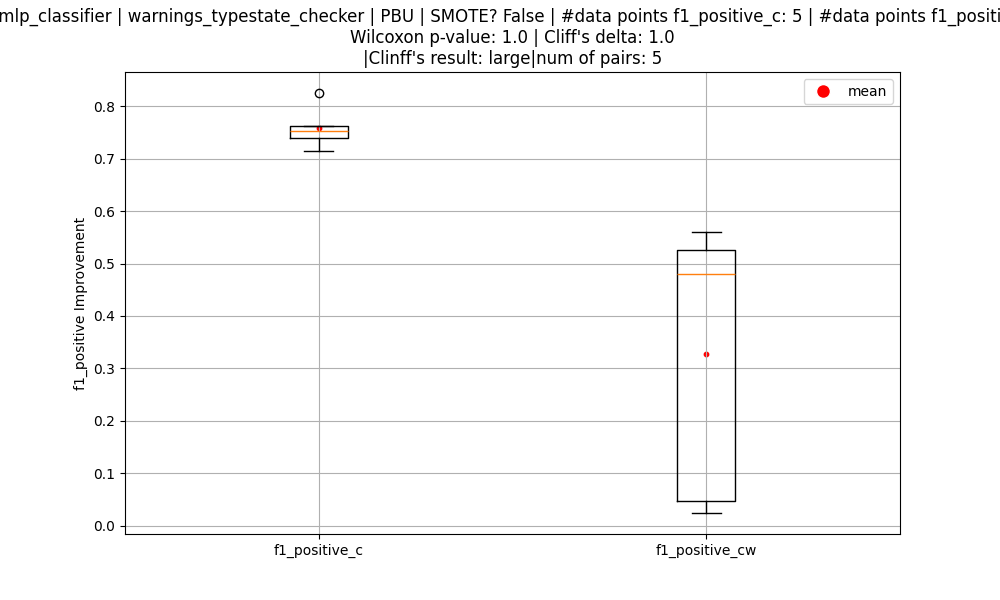 mlp_classifier | warnings_typestate_checker | PBU | SMOTE? False | #data points f1_positive_c: 5 | #data points
Wilcoxon p-value: 1.0 | Cliff's delta: 1.0
|Clinff's result: large|num of pairs: 5
mean
f1_positive Improvement
0.8
0.7
0.6
0.5
0.4
0.3
0.2
0.1
0.0
f1_positive_c
f1_positive_cw